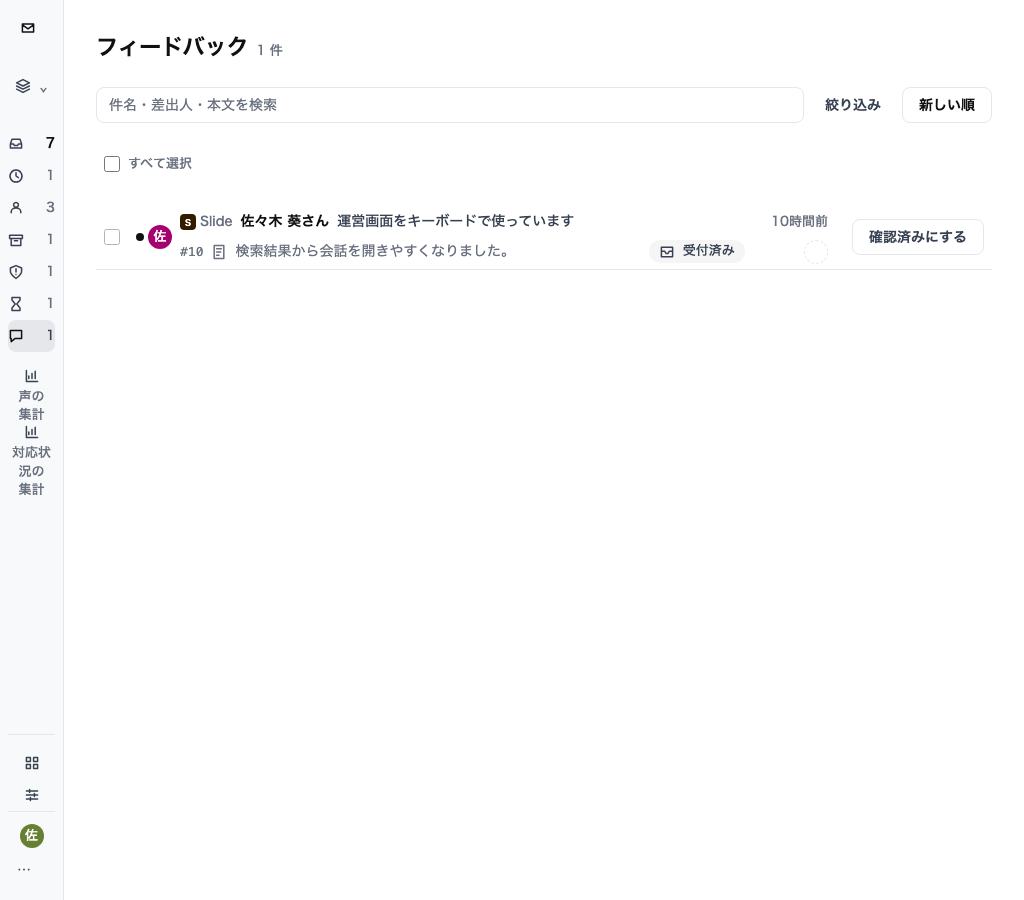 フィードバック 1 件
件名・差出人・本文を検索
絞り込み
新しい順
すべて選択
S Slide 佐々木 葵さん 運営画面をキーボードで使っています
10時間前
佐
#10 検索結果から会話を開きやすくなりました。
受付済み
確認済みにする
7
1
3
1
1
1
1
声の
集計
対応状
況の
集計
佐
…